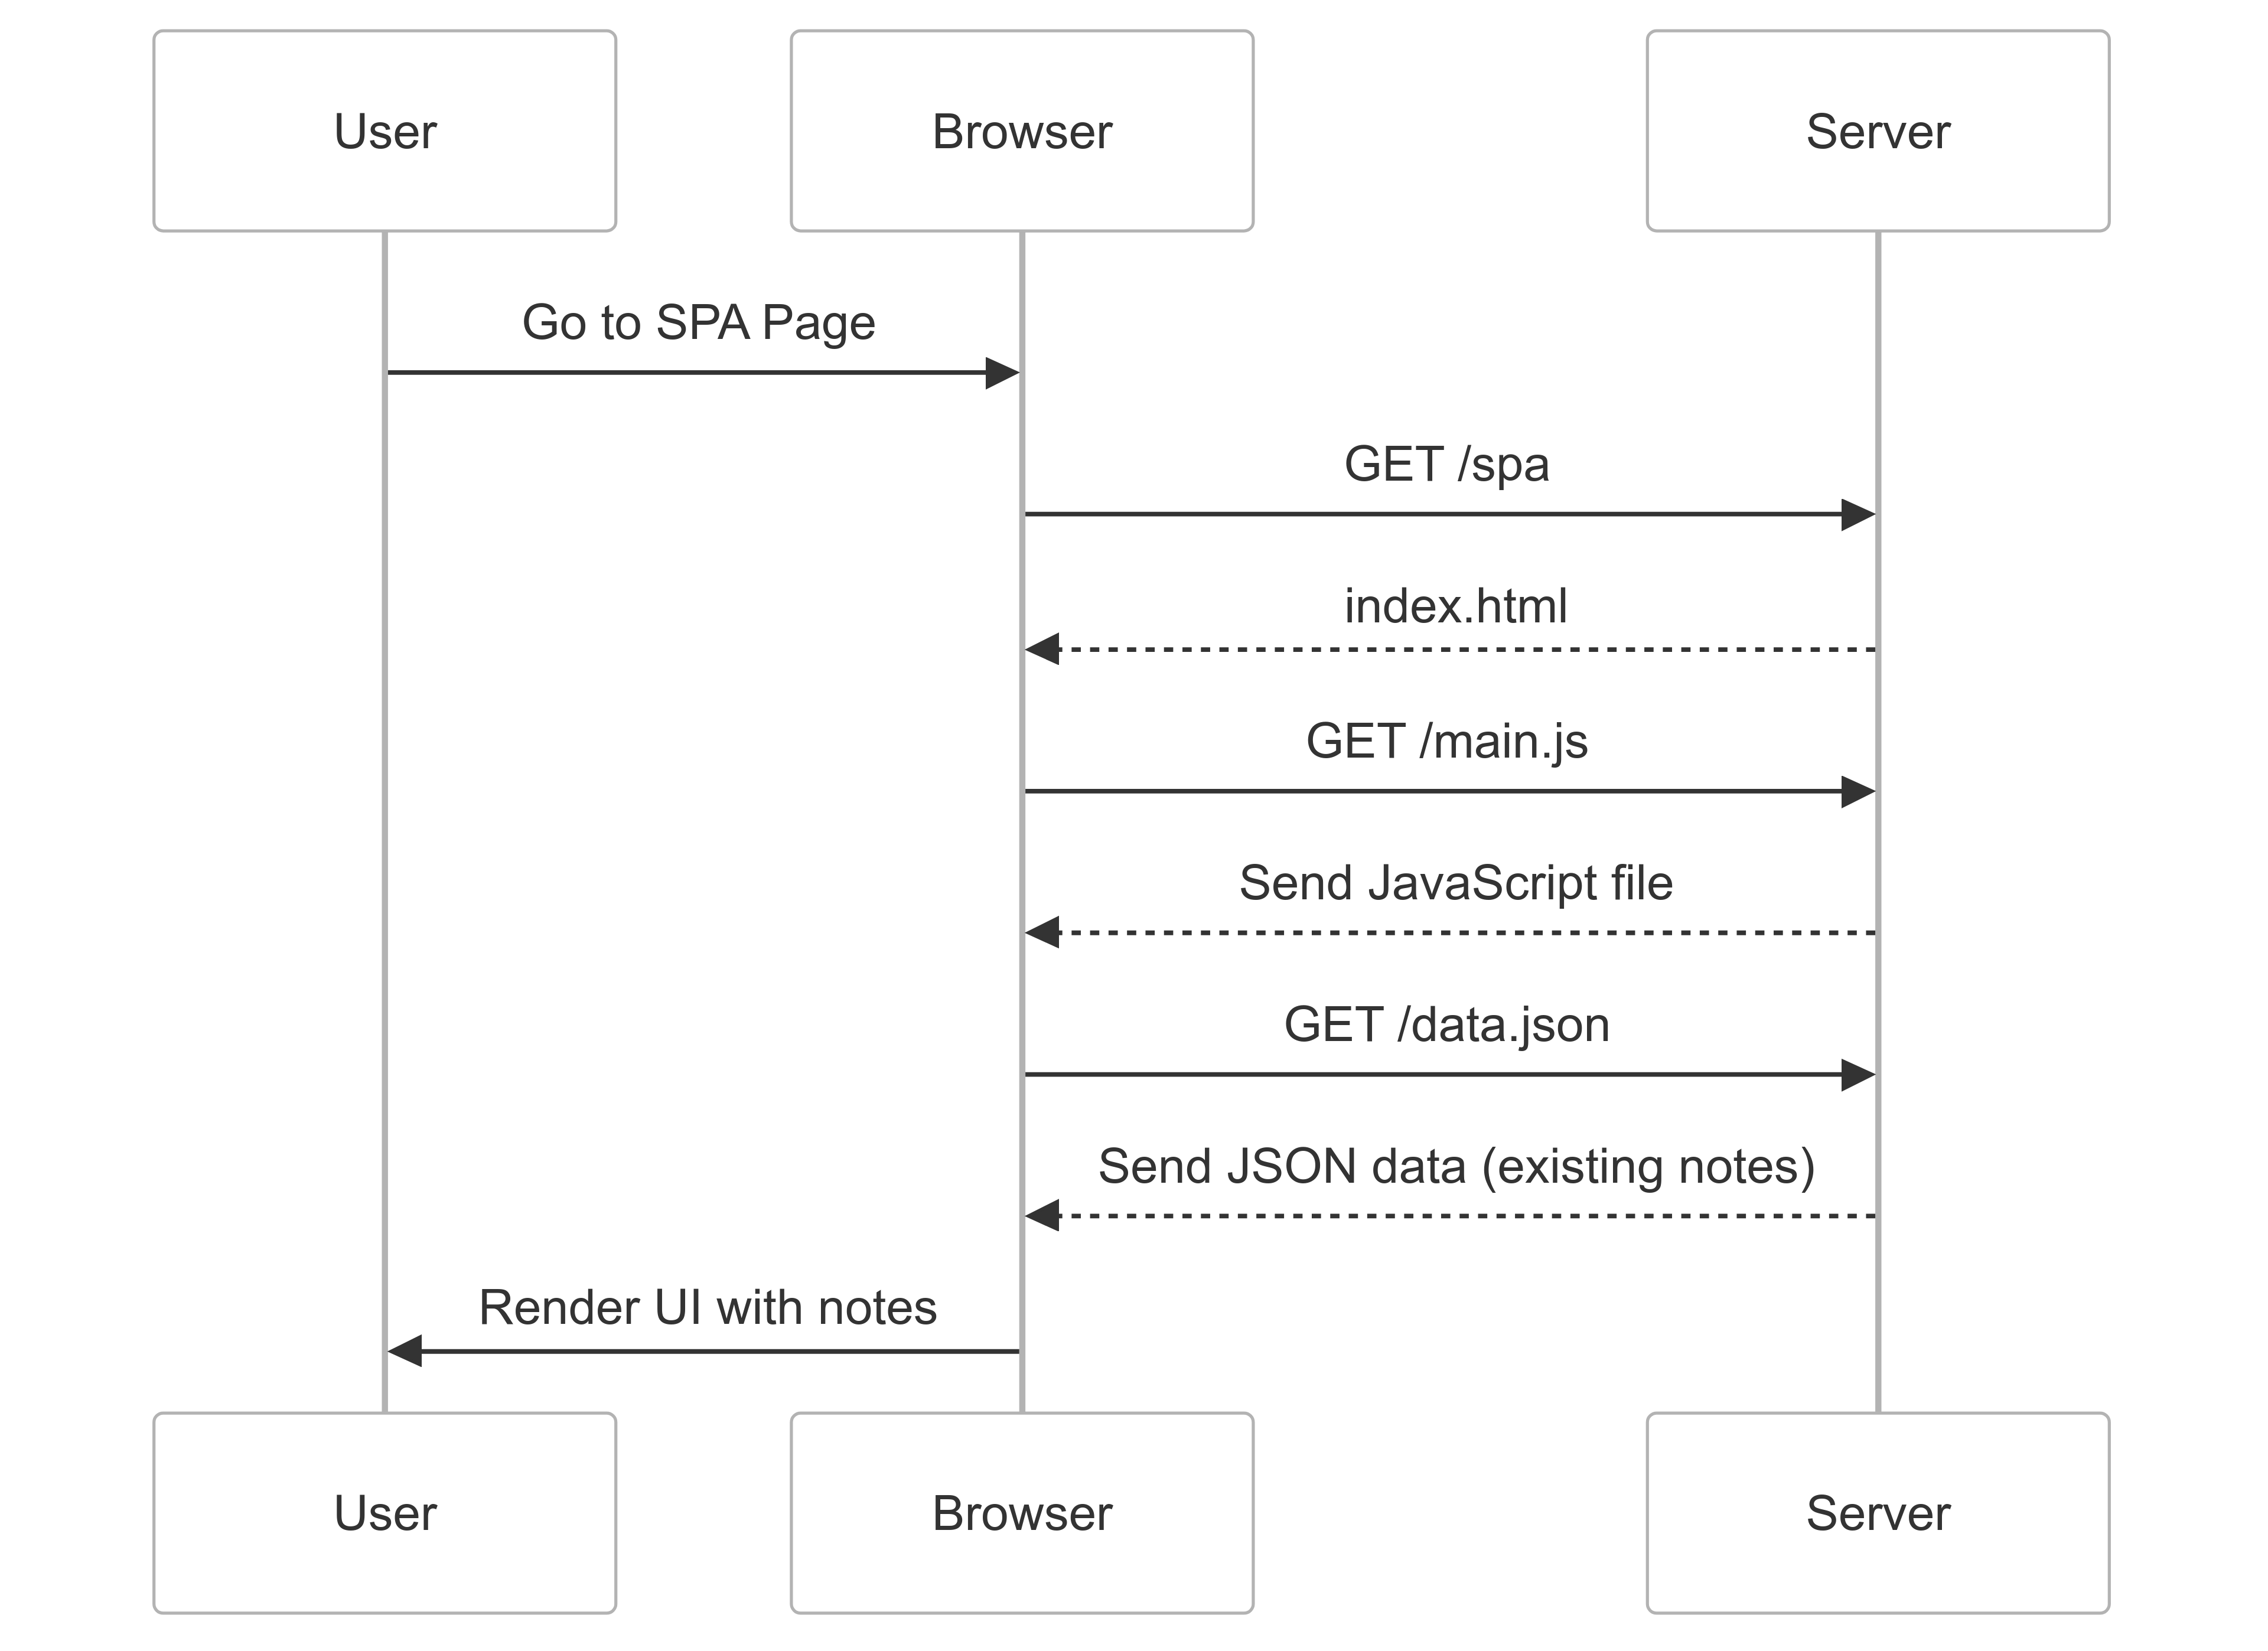 User
Browser
Server
Go to SPA Page
GET /spa
index.html
GET /main.js
Send JavaScript file
GET /data.json
Send JSON data (existing notes)
Render UI with notes
User
Browser
Server